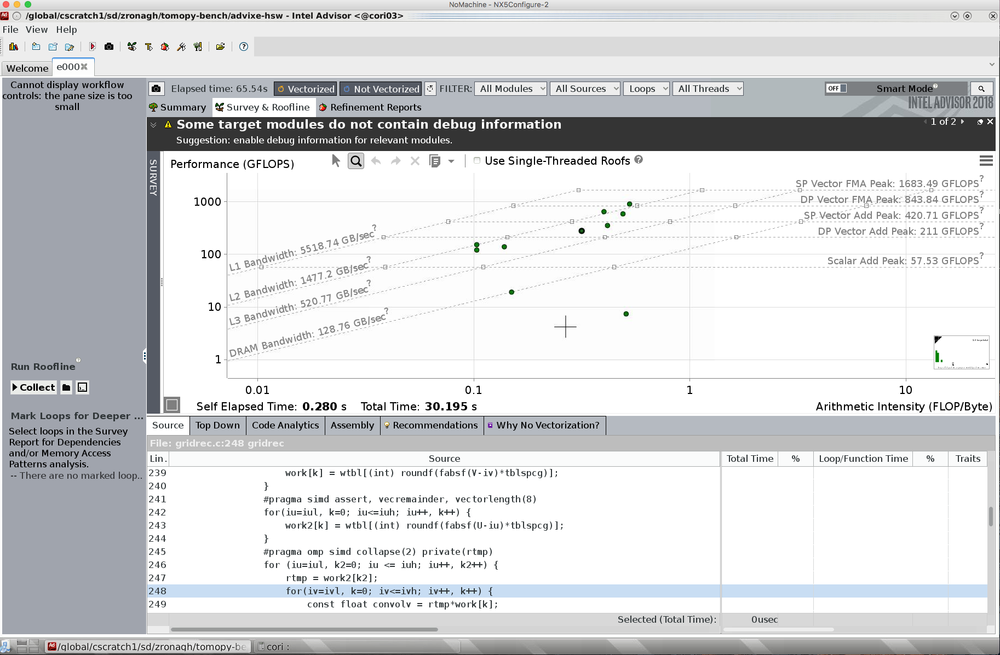 NoMachine - NX5Configure-2
/global/cscratch1/sd/zronagh/tomopy-bench/advixe-hsw - Intel Advisor <@cori03>
File View Help
Welcome e000
Cannot display workflow
controls: the pane size is too
small
Elapsed time: 65.54s Vectorized Not Vectorized FILTER: All Modules All Sources Loops All Threads OFF Smart Mode?
Summary Survey & Roofline Refinement Reports INTEL ADVISOR 2018
Some target modules do not contain debug information 1 of 2
Suggestion: enable debug information for relevant modules.
SURVEY
Performance (GFLOPS) Use Single-Threaded Roofs ?
SP Vector FMA Peak: 1683.49 GFLOPS?
DP Vector FMA Peak: 843.84 GFLOPS?
SP Vector Add Peak: 420.71 GFLOPS?
DP Vector Add Peak: 211 GFLOPS?
Scalar Add Peak: 57.53 GFLOPS?
1000
100
10
1
L1 Bandwidth: 5518.74 GB/sec?
L2 Bandwidth: 1477.2 GB/sec?
L3 Bandwidth: 520.77 GB/sec?
DRAM Bandwidth: 128.76 GB/sec?
0.01 0.1 1 10
Self Elapsed Time: 0.280 s Total Time: 30.195 s Arithmetic Intensity (FLOP/Byte)
Run Roofline?
Collect
Mark Loops for Deeper ...
Select loops in the Survey
Report for Dependencies
and/or Memory Access
Patterns analysis.
-- There are no marked loop..
Source Top Down Code Analytics Assembly Recommendations Why No Vectorization?
File: gridrec.c:248 gridrec
Lin. Source Total Time % Loop/Function Time % Traits
239 work[k] = wtbl[(int) roundf(fabsf(V-iv)*tblspcg)];
240 }
241 #pragma simd assert, vecremainder, vectorlength(8)
242 for(iu=iul, k=0; iu<=iuh; iu++, k++) {
243 work2[k] = wtbl[(int) roundf(fabsf(U-iu)*tblspcg)];
244 }
245 #pragma omp simd collapse(2) private(rtmp)
246 for (iu=iul, k2=0; iu <= iuh; iu++, k2++) {
247 rtmp = work2[k2];
248 for(iv=ivl, k=0; iv<=ivh; iv++, k++) {
249 const float convolv = rtmp*work[k];
Selected (Total Time): 0usec
/global/cscratch1/sd/zronagh/tomopy-be cori :